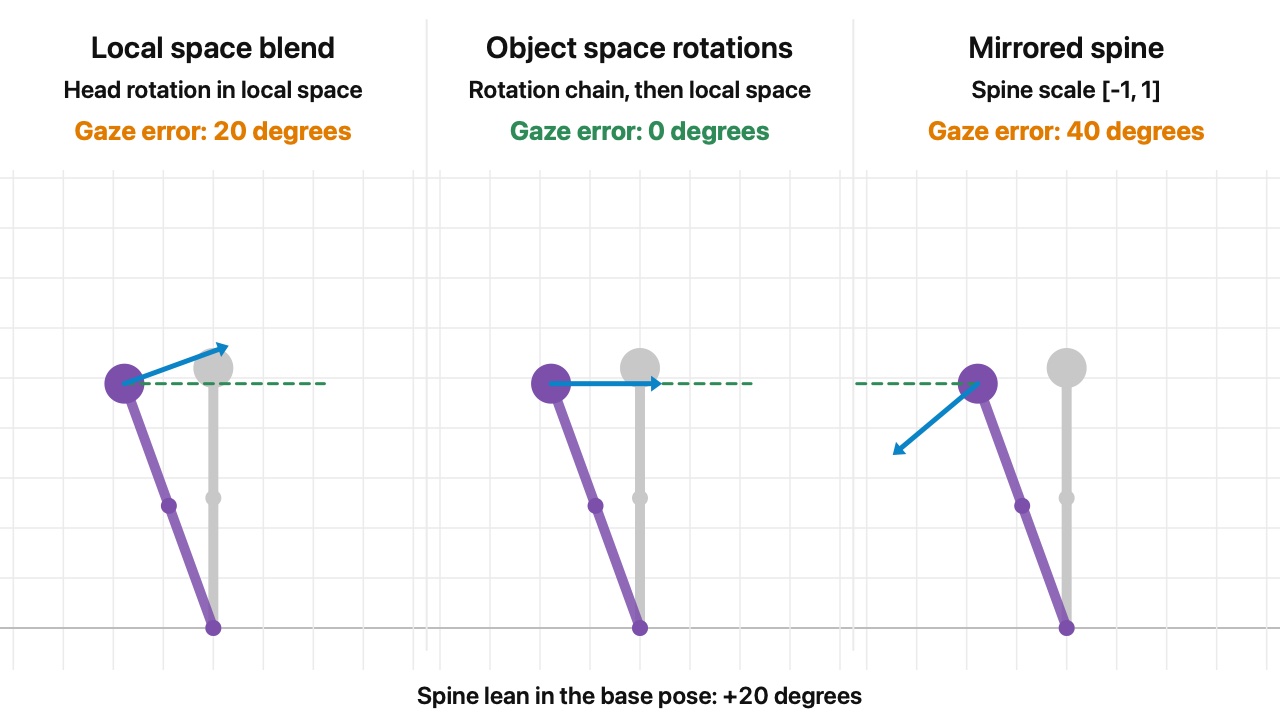 Local space blend
Head rotation in local space
Gaze error: 20 degrees
Object space rotations
Rotation chain, then local space
Gaze error: 0 degrees
Mirrored spine
Spine scale [-1, 1]
Gaze error: 40 degrees
Spine lean in the base pose: +20 degrees